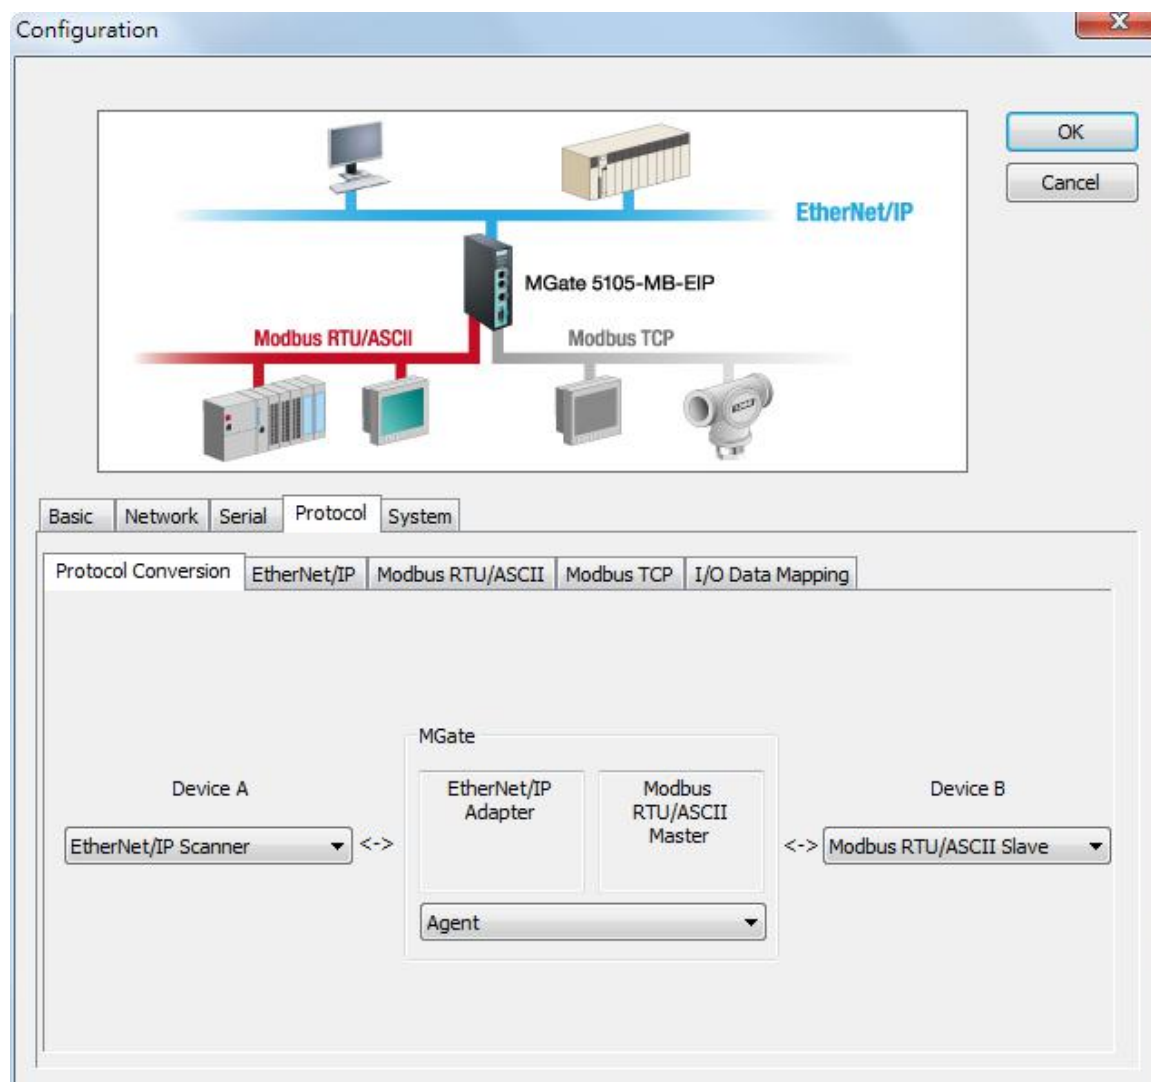 Configuration
OK
Cancel
EtherNet/IP
MGate 5105-MB-EIP
Modbus RTU/ASCII
Modbus TCP
Basic
Network
Serial
Protocol
System
Protocol Conversion
EtherNet/IP
Modbus RTU/ASCII
Modbus TCP
I/O Data Mapping
MGate
Device A
EtherNet/IP
Adapter
Modbus
RTU/ASCII
Master
Device B
EtherNet/IP Scanner
<->
<->
Modbus RTU/ASCII Slave
Agent